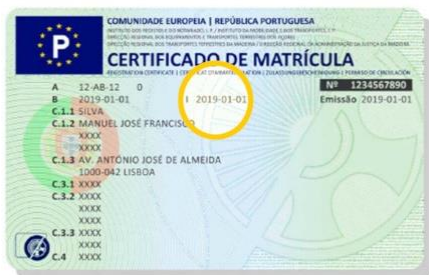 COMUNIDADE EUROPEIA | REPÚBLICA PORTUGUESA
CERTIFICADO DE MATRÍCULA
P
A 12-AB-12 0
Nº 1234567890
B 2019-01-01 I 2019-01-01
Emissão 2019-01-01
C.1.1 SILVA
C.1.2 MANUEL JOSÉ FRANCISCO
XXXX
XXXX
C.1.3 AV. ANTÓNIO JOSÉ DE ALMEIDA
1000-042 LISBOA
C.3.1 XXXX
C.3.2 XXXX
XXXX
XXXX
C.3.3 XXXX
XXXX
C.4 XXXX